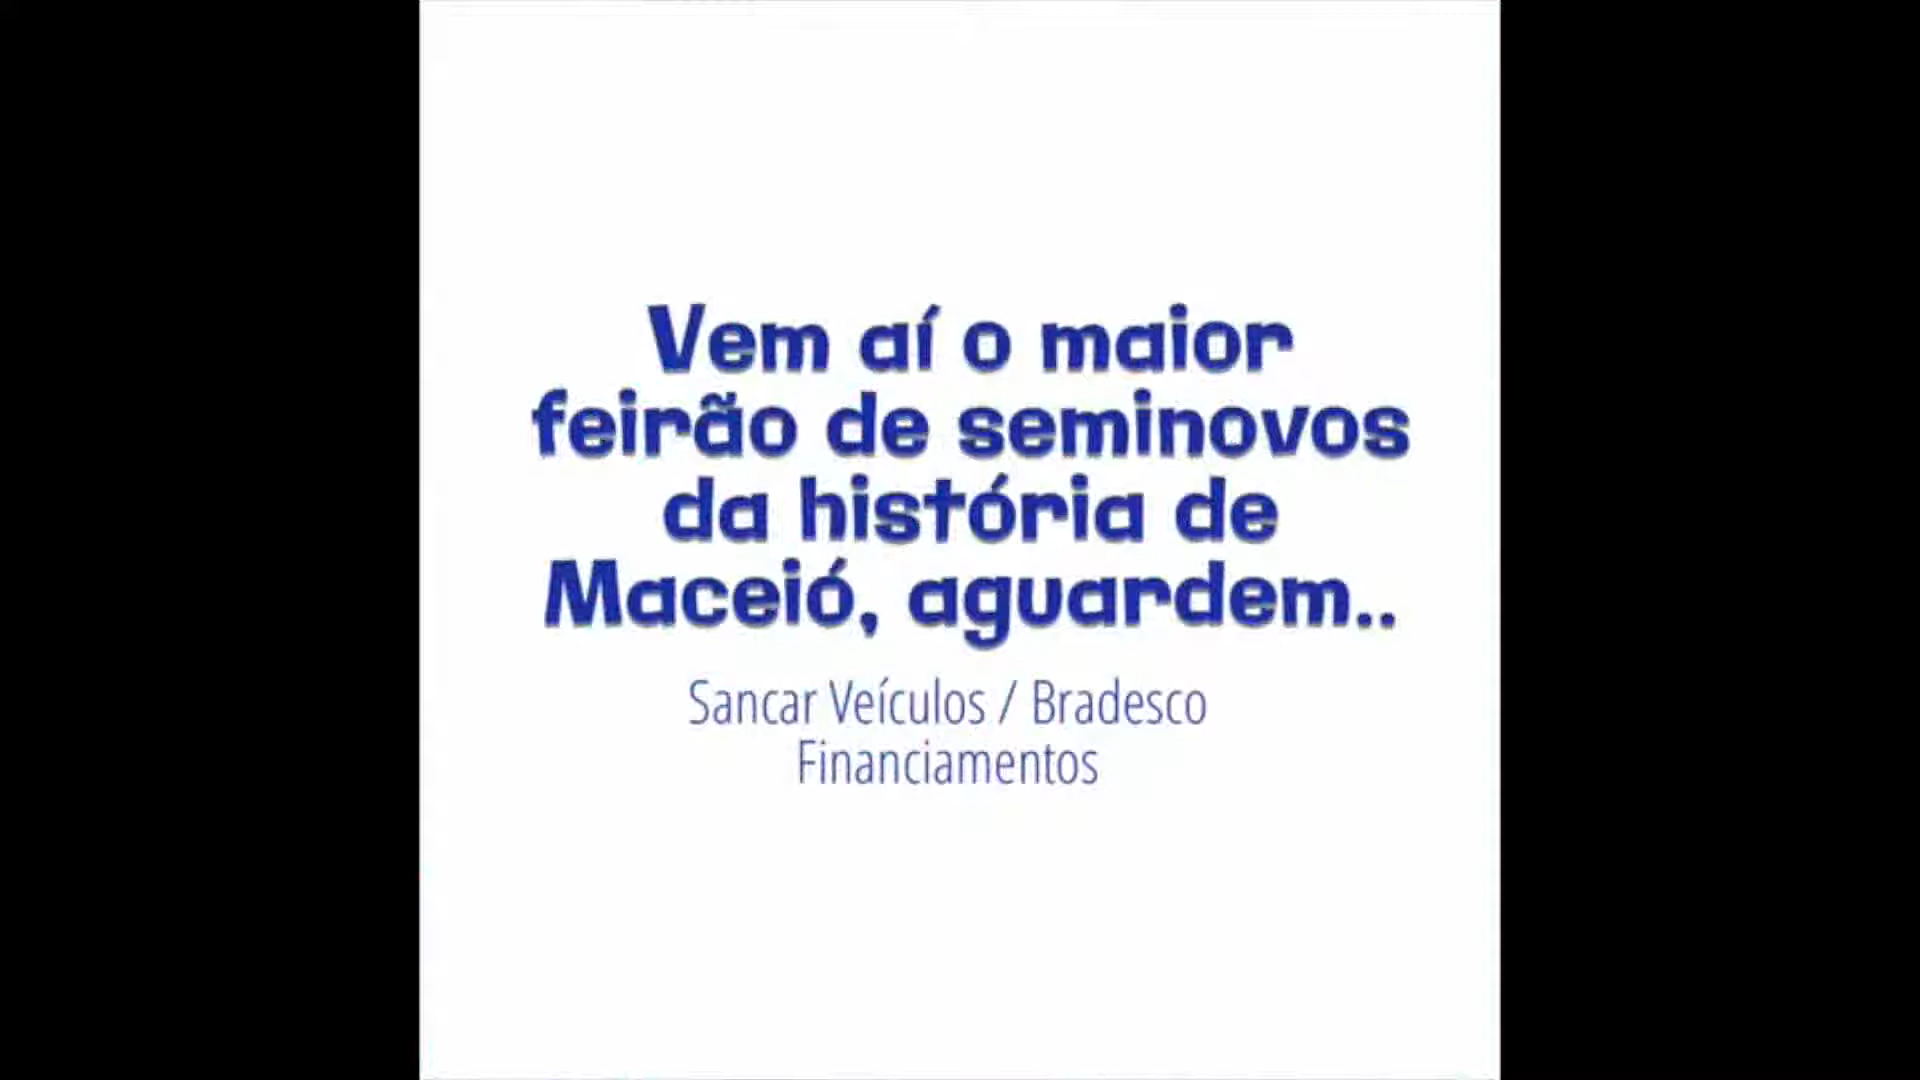 Vem aí o maior
feirão de seminovos
da história de
Maceió, aguardem..
Sancar Veículos / Bradesco
Financiamentos